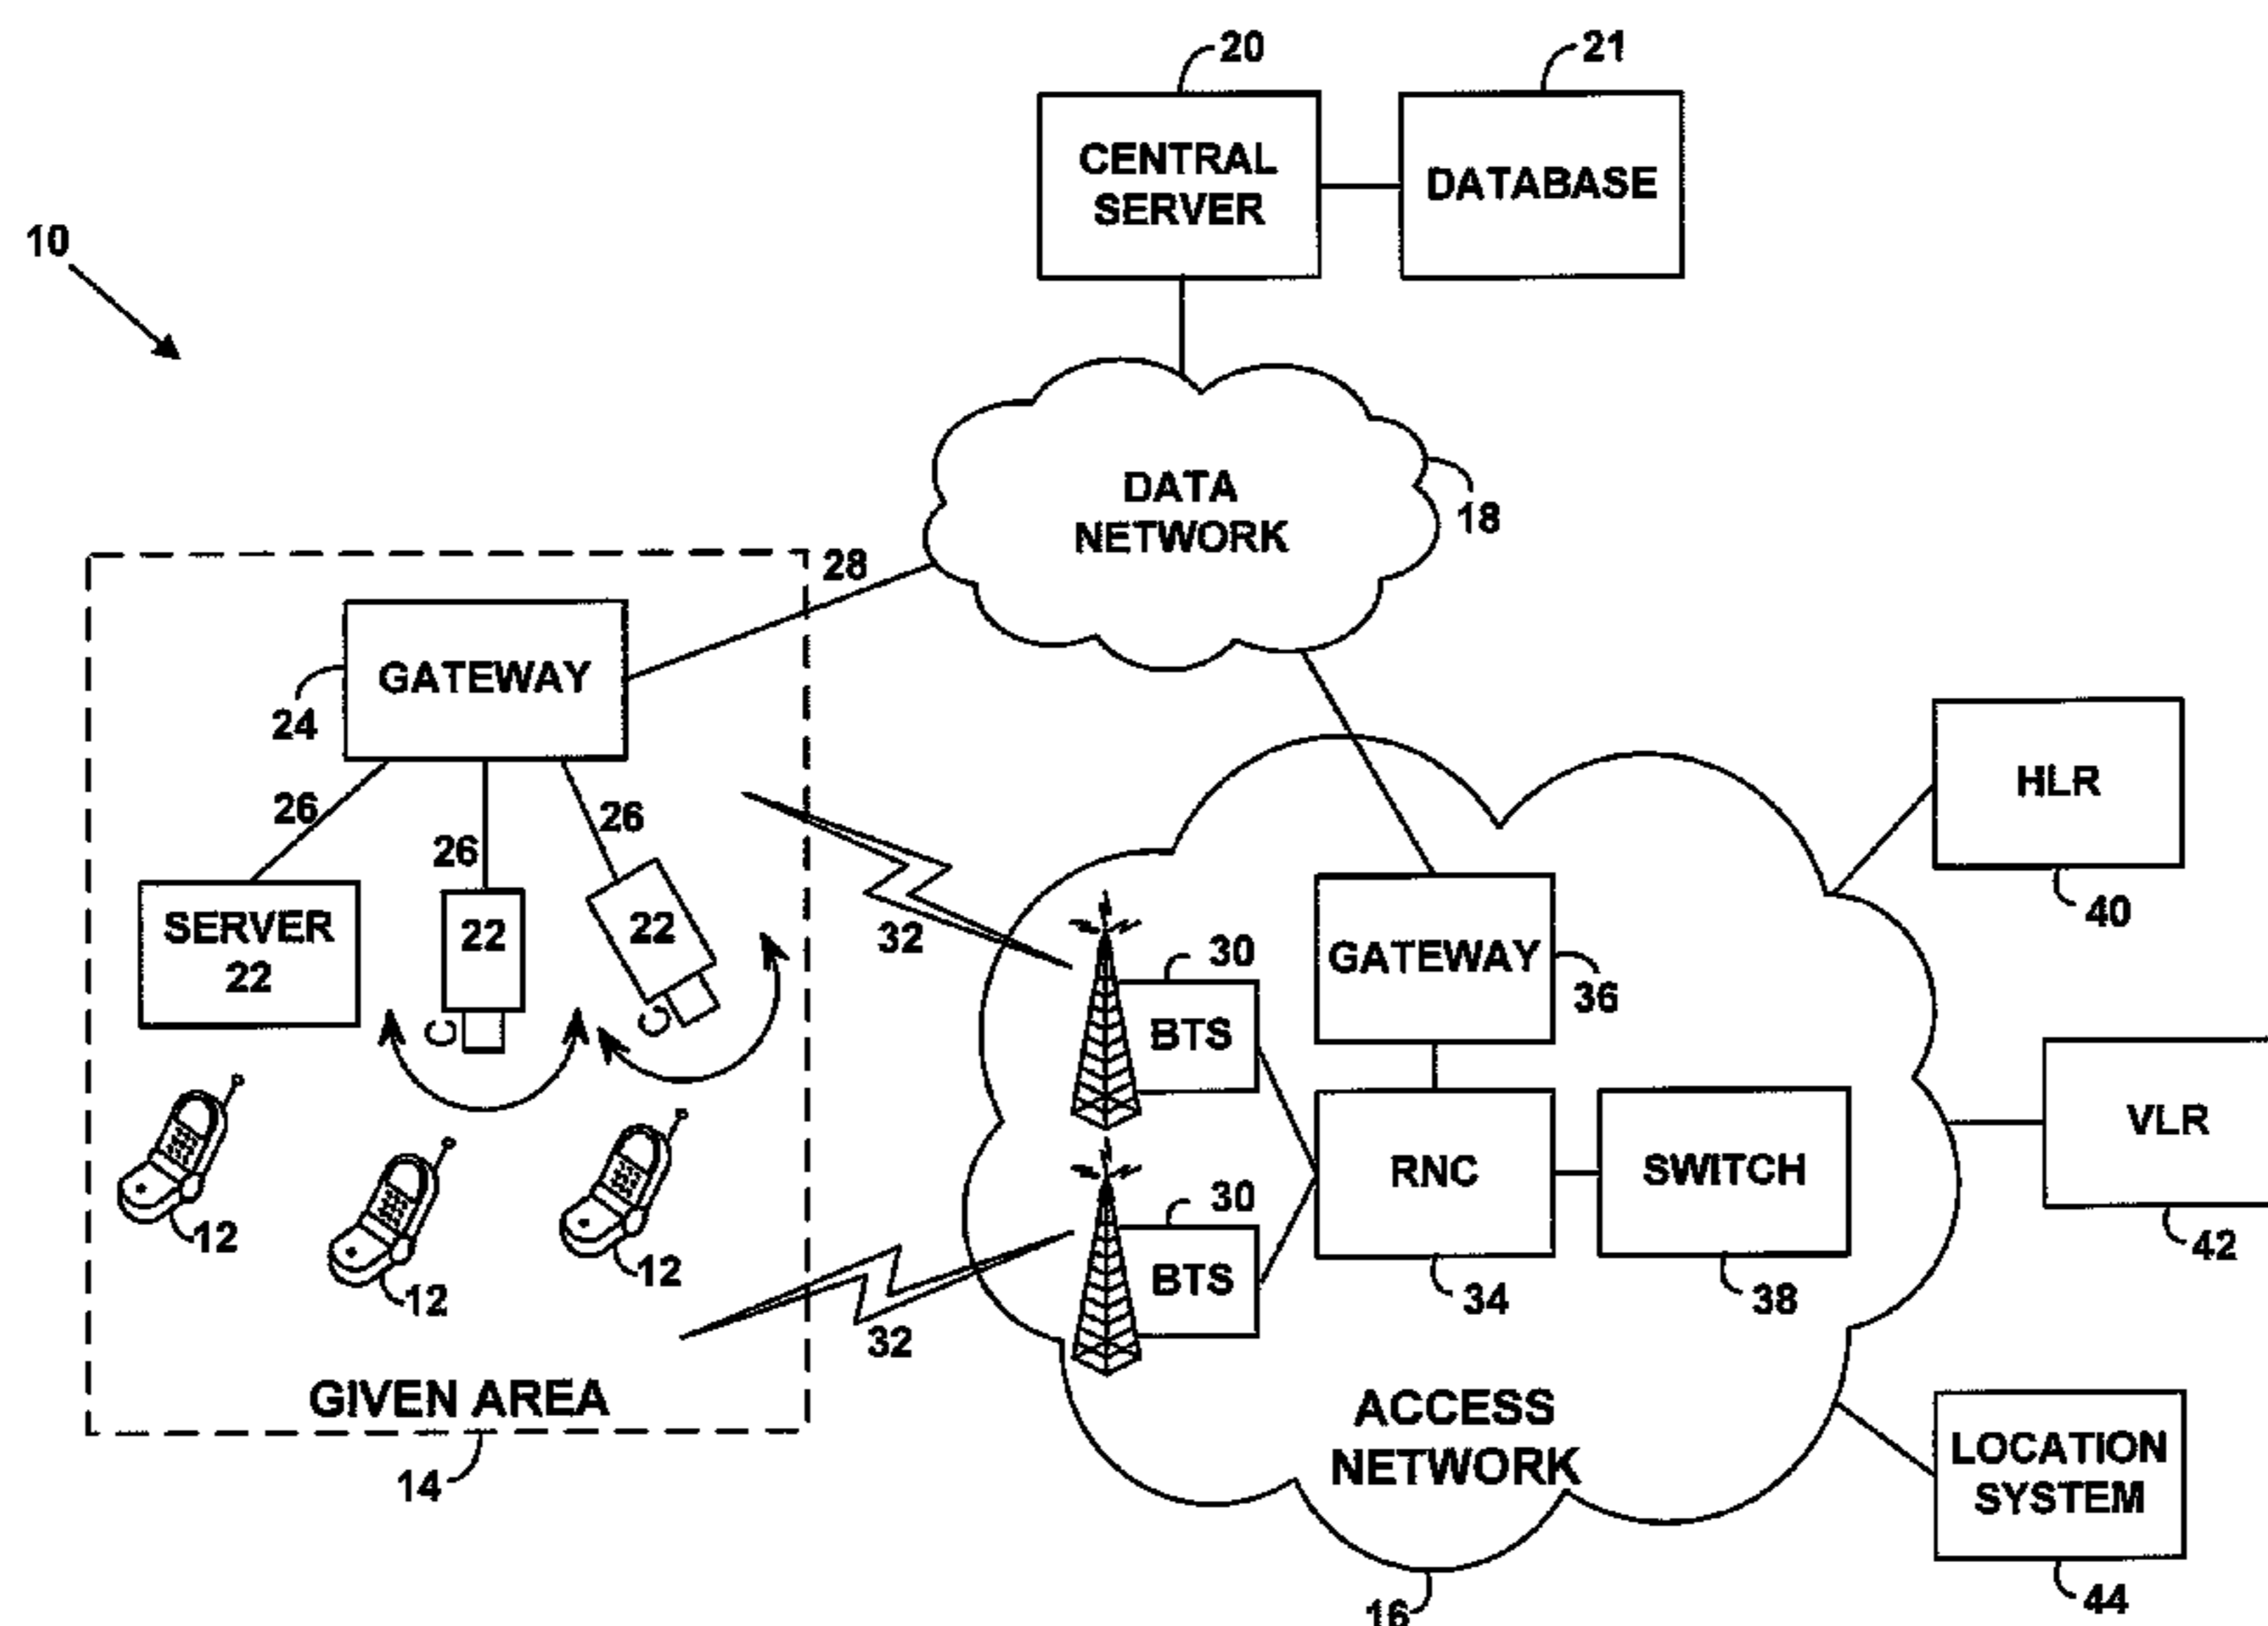 20
21
CENTRAL
SERVER
DATABASE
10
DATA
NETWORK
18
28
GATEWAY
24
26
26
26
SERVER
22
22
22
C
C
12
12
12
GIVEN AREA
14
32
32
30
BTS
30
BTS
GATEWAY
36
RNC
34
SWITCH
38
ACCESS
NETWORK
16
HLR
40
VLR
42
LOCATION
SYSTEM
44